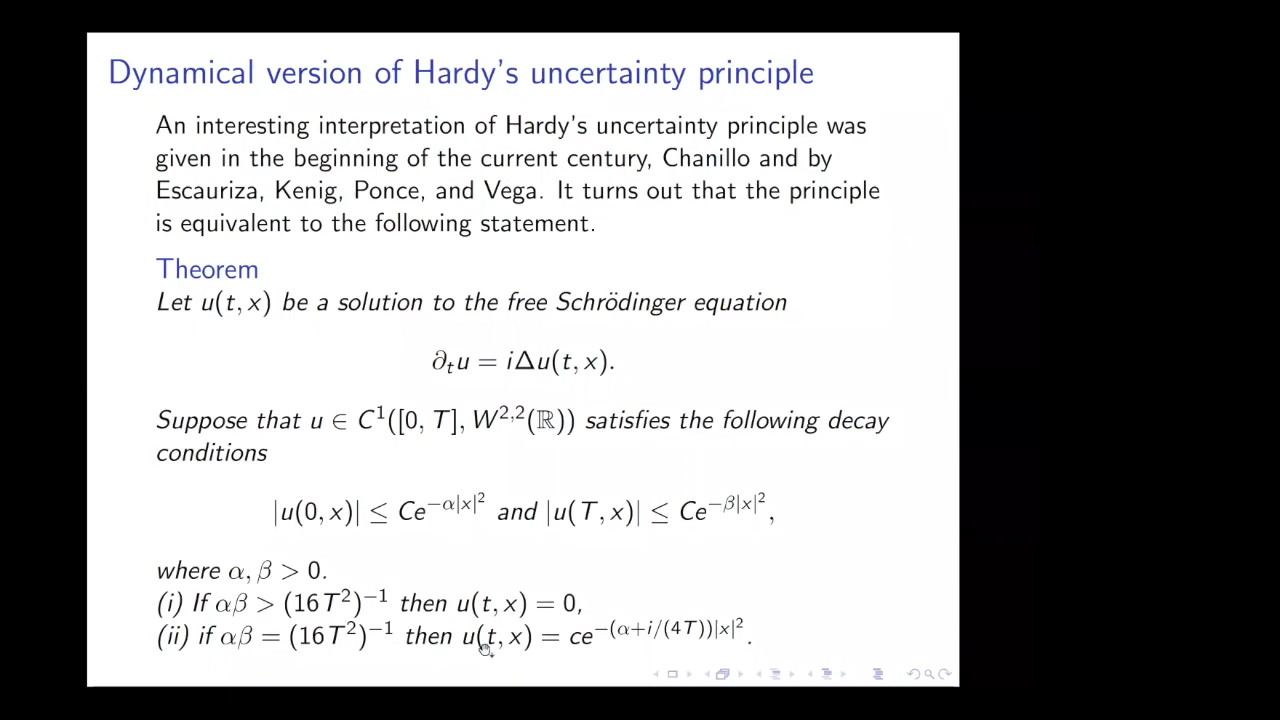 Dynamical version of Hardy's uncertainty principle
An interesting interpretation of Hardy's uncertainty principle was
given in the beginning of the current century, Chanillo and by
Escauriza, Kenig, Ponce, and Vega. It turns out that the principle
is equivalent to the following statement.
Theorem
Let u(t, x) be a solution to the free Schrödinger equation
∂ₜu = iΔu(t, x).
Suppose that u ∈ C¹([0, T], W²,²(ℝ)) satisfies the following decay
conditions
|u(0, x)| ≤ Ce^{−α|x|²} and |u(T, x)| ≤ Ce^{−β|x|²},
where α, β > 0.
(i) If αβ > (16T²)⁻¹ then u(t, x) = 0,
(ii) if αβ = (16T²)⁻¹ then u(t, x) = ce^{−(α+i/(4T))|x|²}.